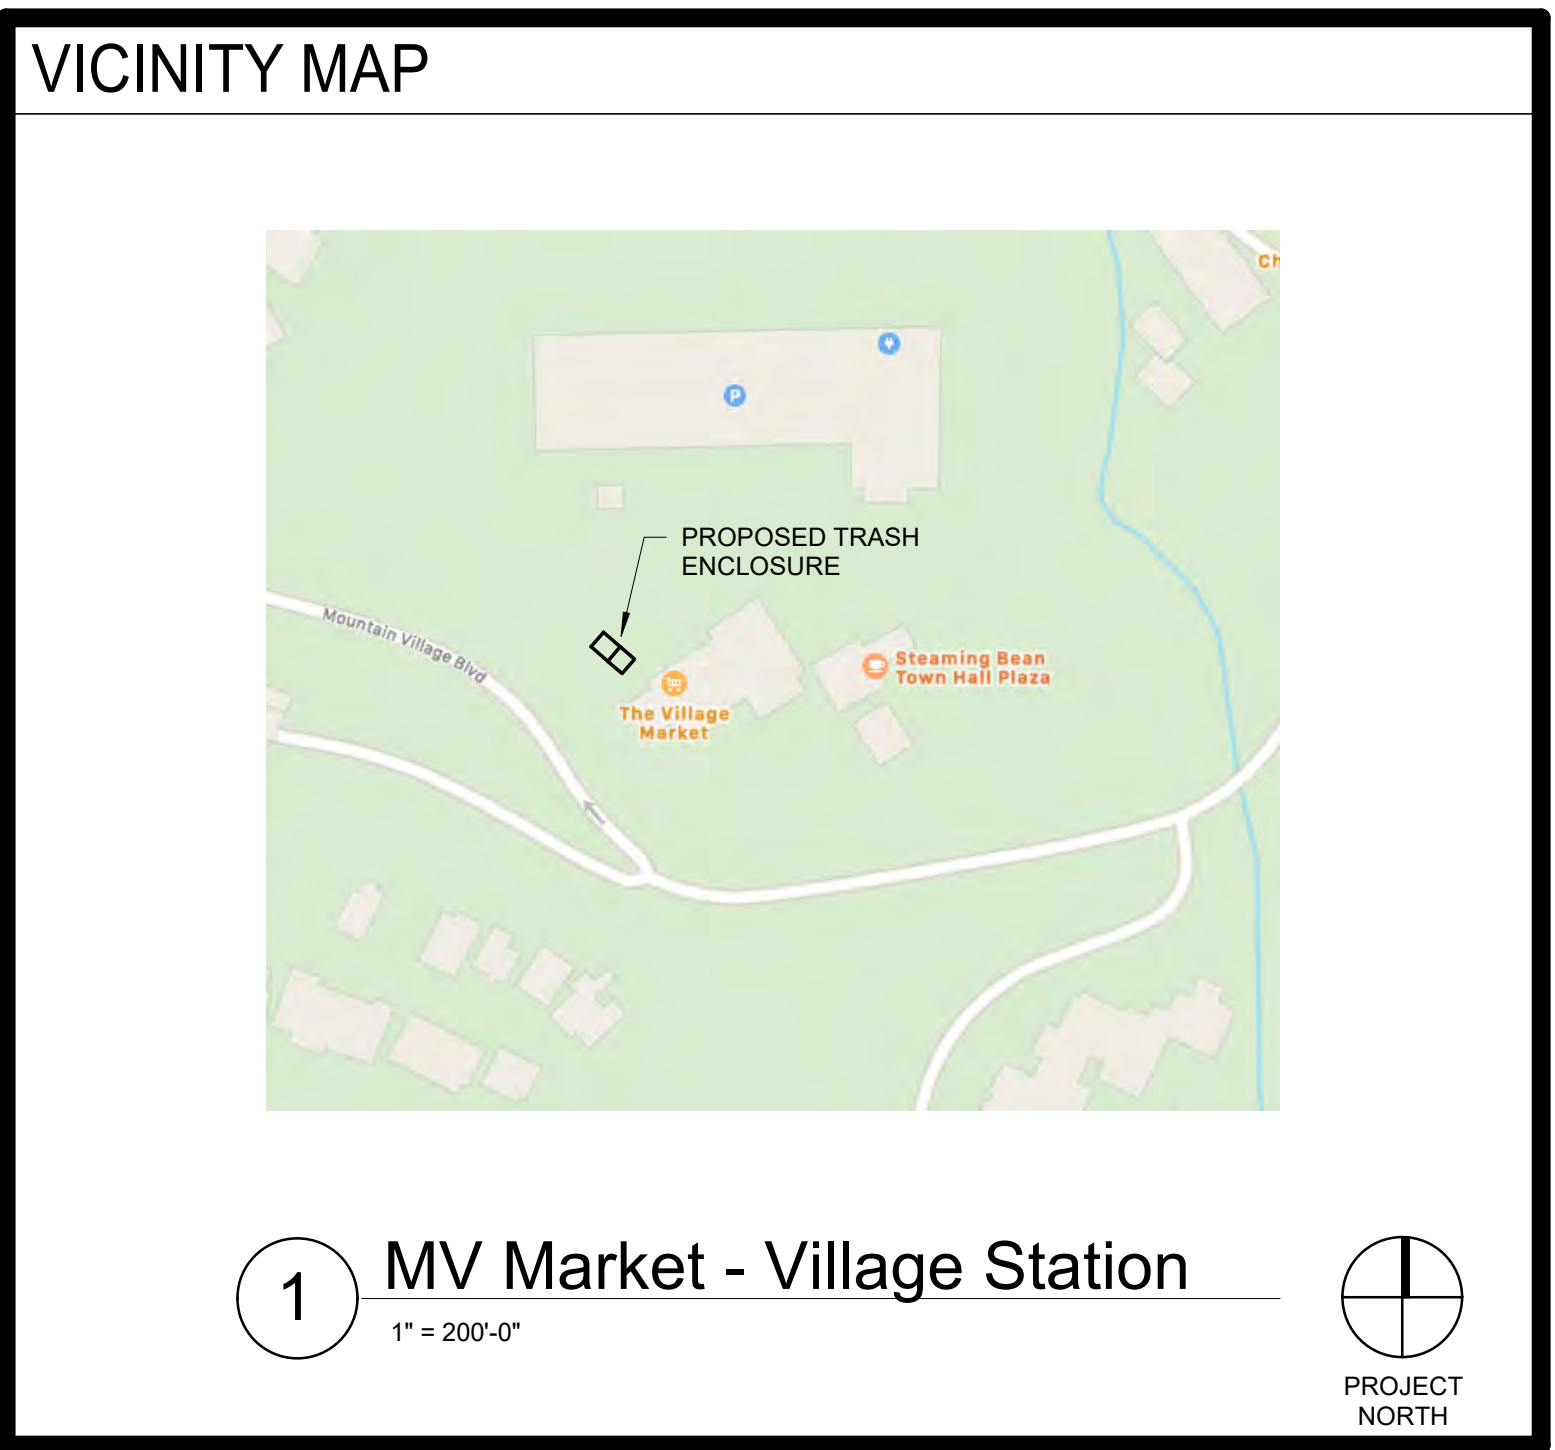 VICINITY MAP
Ch
P
PROPOSED TRASH
ENCLOSURE
Mountain Village Blvd
Steaming Bean
Town Hall Plaza
The Village
Market
1
MV Market - Village Station
1" = 200'-0"
PROJECT
NORTH